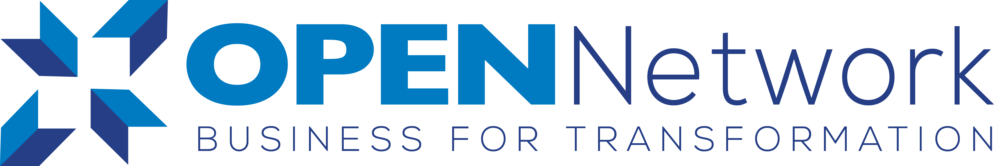 OPENNetwork
BUSINESS FOR TRANSFORMATION